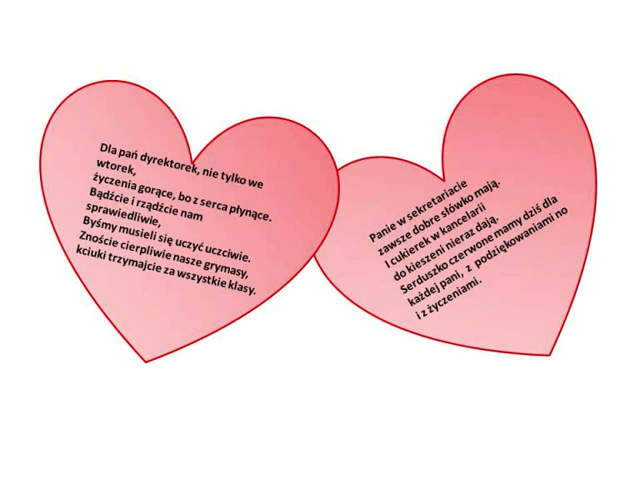 Dla pań dyrektorek, nie tylko we
wtorek,
życzenia gorące, bo z serca płynące.
Bądźcie i rządźcie nam
sprawiedliwie,
Byśmy musieli się uczyć uczciwie.
Znoście cierpliwie nasze grymasy,
kciuki trzymajcie za wszystkie klasy.
Panie w sekretariacie
zawsze dobre słówko mają.
I cukierek w kancelarii
do kieszeni nieraz dają.
Serduszko czerwone mamy dziś dla
każdej pani, z podziękowaniami no
i z życzeniami.